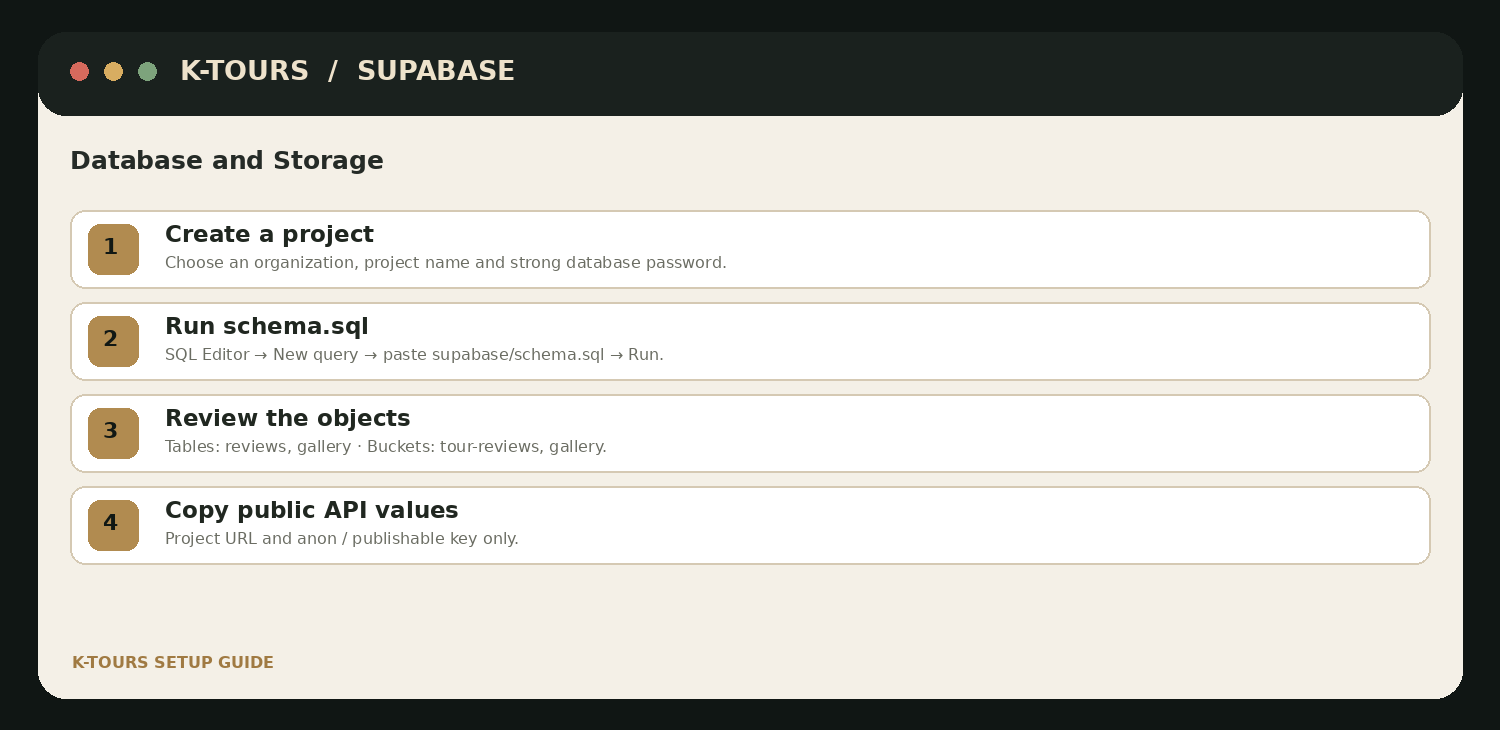 K-TOURS / SUPABASE
Database and Storage
1
Create a project
Choose an organization, project name and strong database password.
2
Run schema.sql
SQL Editor → New query → paste supabase/schema.sql → Run.
3
Review the objects
Tables: reviews, gallery · Buckets: tour-reviews, gallery.
4
Copy public API values
Project URL and anon / publishable key only.
K-TOURS SETUP GUIDE